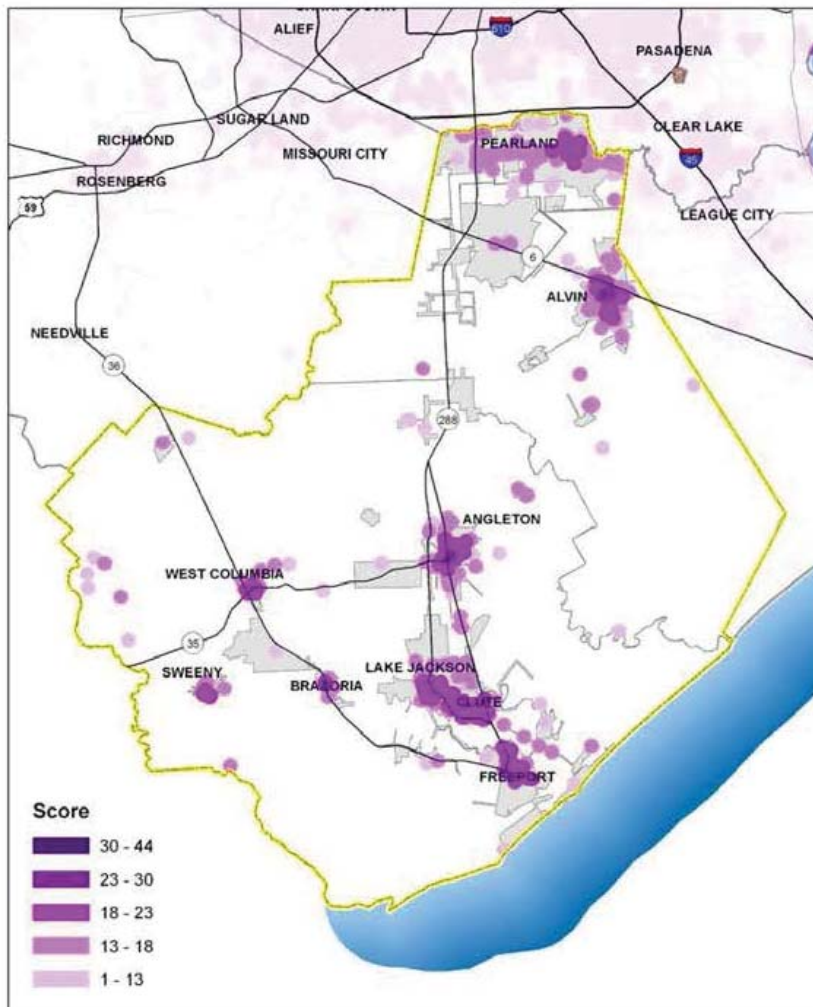 ALIEF
610
PASADENA
SUGAR LAND
PEARLAND
CLEAR LAKE
RICHMOND
MISSOURI CITY
45
ROSENBERG
59
LEAGUE CITY
6
ALVIN
NEEDVILLE
36
288
ANGLETON
WEST COLUMBIA
35
SWEENY
LAKE JACKSON
BRAZORIA
CLUTE
FREEPORT
Score
30 - 44
23 - 30
18 - 23
13 - 18
1 - 13